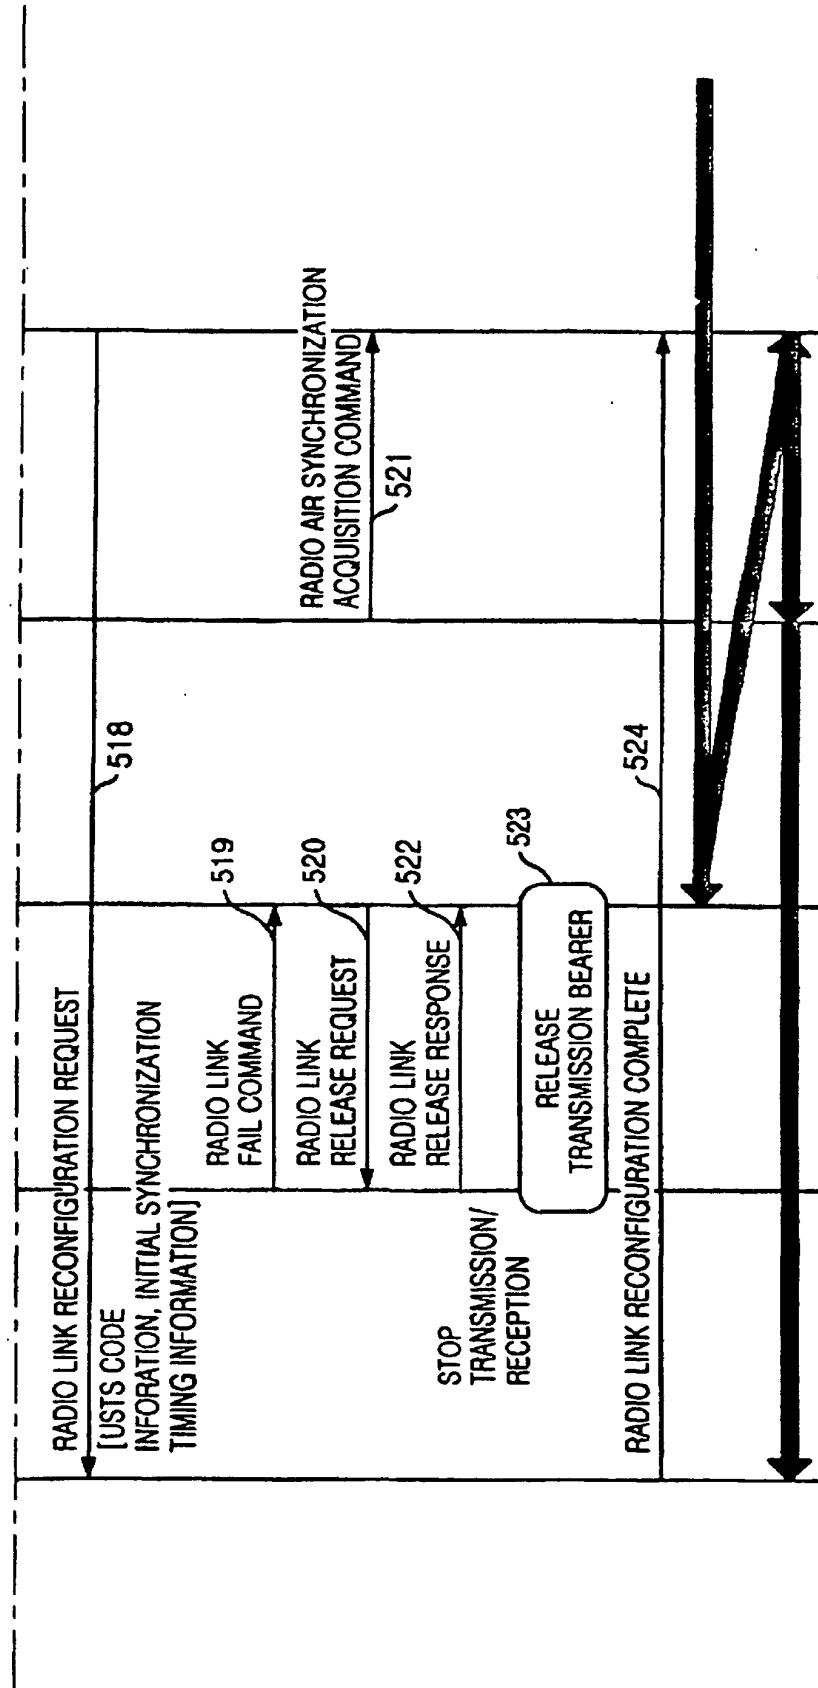 RADIO LINK RECONFIGURATION REQUEST
518
[USTS CODE
INFORATION, INITIAL SYNCHRONIZATION
TIMING INFORMATION]
RADIO LINK
FAIL COMMAND
519
RADIO LINK
RELEASE REQUEST
520
RADIO AIR SYNCHRONIZATION
ACQUISITION COMMAND
521
RADIO LINK
RELEASE RESPONSE
522
STOP
TRANSMISSION/
RECEPTION
RELEASE
TRANSMISSION BEARER
523
RADIO LINK RECONFIGURATION COMPLETE
524